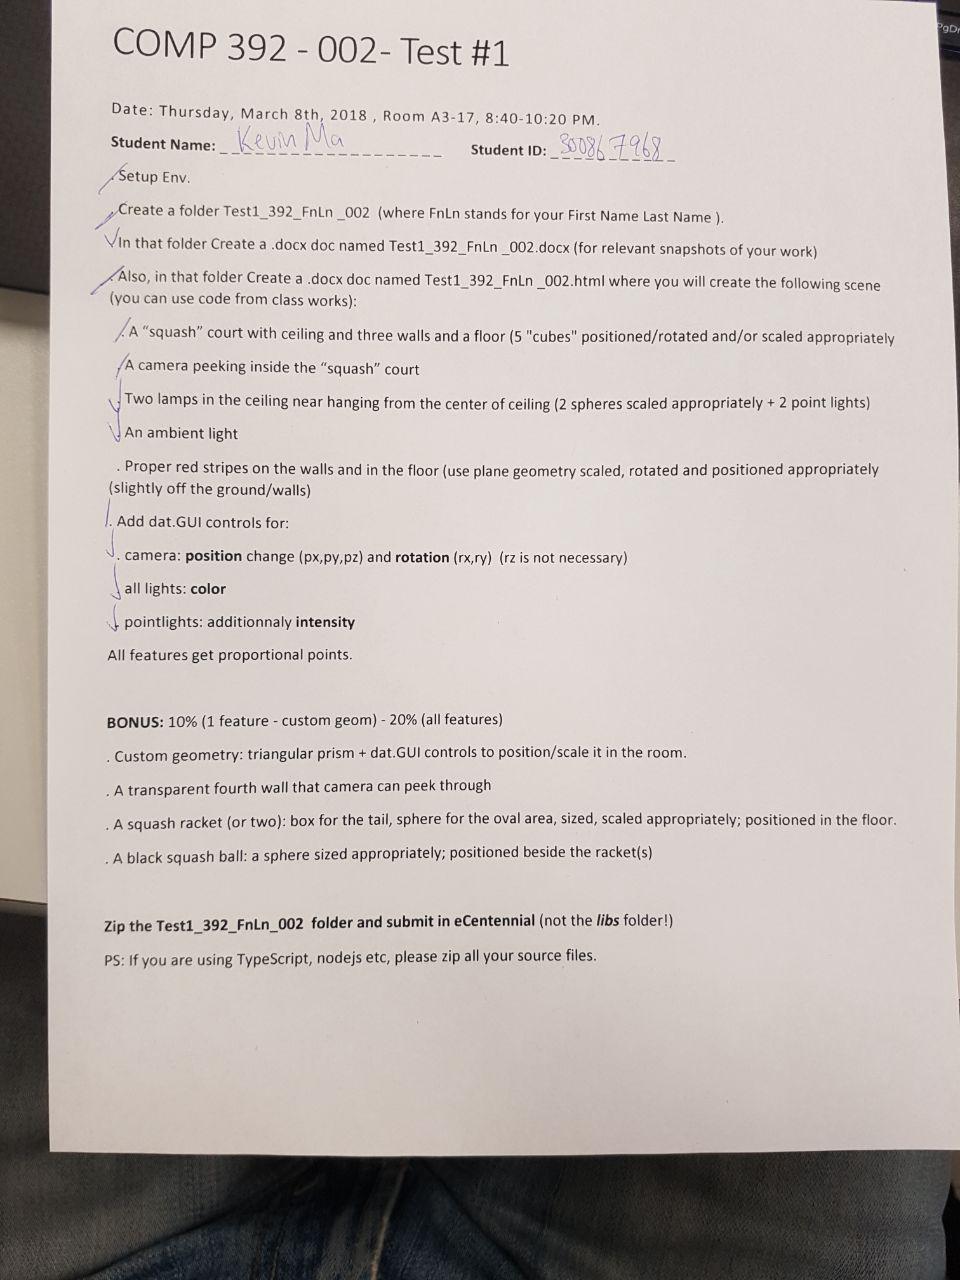 PgDn
COMP 392 - 002- Test #1
Date: Thursday, March 8th, 2018 , Room A3-17, 8:40-10:20 PM.
Student Name: Kevin Ma Student ID: 300867968
Setup Env.
. Create a folder Test1_392_FnLn _002 (where FnLn stands for your First Name Last Name ).
In that folder Create a .docx doc named Test1_392_FnLn _002.docx (for relevant snapshots of your work)
. Also, in that folder Create a .docx doc named Test1_392_FnLn _002.html where you will create the following scene
(you can use code from class works):
. A “squash” court with ceiling and three walls and a floor (5 "cubes" positioned/rotated and/or scaled appropriately
A camera peeking inside the “squash” court
Two lamps in the ceiling near hanging from the center of ceiling (2 spheres scaled appropriately + 2 point lights)
An ambient light
. Proper red stripes on the walls and in the floor (use plane geometry scaled, rotated and positioned appropriately
(slightly off the ground/walls)
. Add dat.GUI controls for:
. camera: position change (px,py,pz) and rotation (rx,ry) (rz is not necessary)
all lights: color
. pointlights: additionnaly intensity
All features get proportional points.
BONUS: 10% (1 feature - custom geom) - 20% (all features)
. Custom geometry: triangular prism + dat.GUI controls to position/scale it in the room.
. A transparent fourth wall that camera can peek through
. A squash racket (or two): box for the tail, sphere for the oval area, sized, scaled appropriately; positioned in the floor.
. A black squash ball: a sphere sized appropriately; positioned beside the racket(s)
Zip the Test1_392_FnLn_002 folder and submit in eCentennial (not the libs folder!)
PS: If you are using TypeScript, nodejs etc, please zip all your source files.